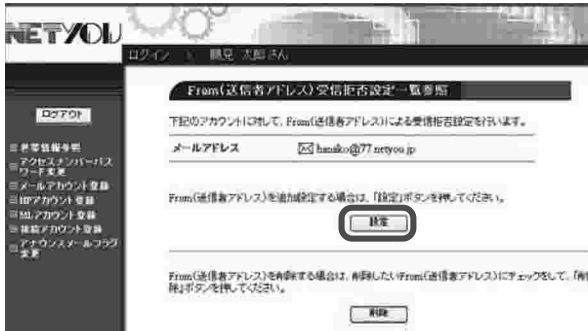 NETYOU
ログイン > 鶴見 太郎 さん
From(送信者アドレス)受信拒否設定一覧参照
ログアウト
下記のアカウントに対して、From(送信者アドレス)による受信拒否設定を行います。
メールアドレス hanako@77.netyou.jp
アクセスナンバーパスワード変更
メールアカウント登録
HPアカウント登録
MLアカウント登録
接続アカウント登録
アナウンスメールフラグ変更
From(送信者アドレス)を追加設定する場合は、「設定」ボタンを押してください。
設定
From(送信者アドレス)を削除する場合は、削除したいFrom(送信者アドレス)にチェックをして、「削
除」ボタンを押してください。
削除